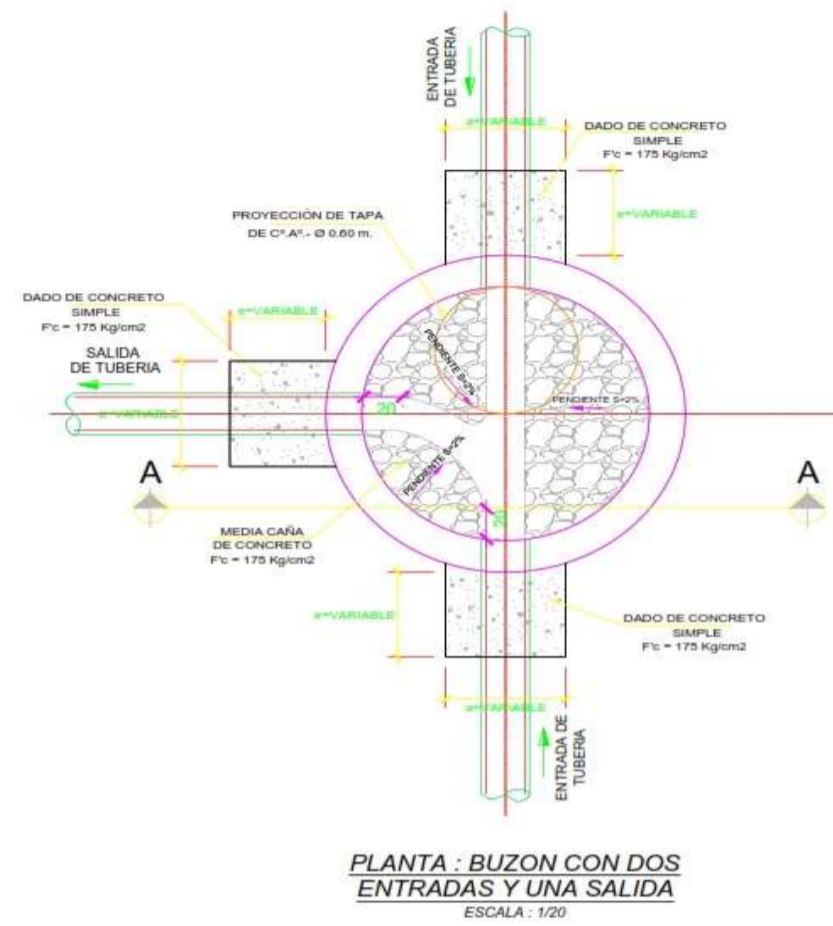 ENTRADA
DE TUBERIA
e=VARIABLE
DADO DE CONCRETO
SIMPLE
F'c = 175 Kg/cm2
e=VARIABLE
PROYECCIÓN DE TAPA
DE Cº.Aº.- Ø 0.60 m.
DADO DE CONCRETO
SIMPLE
F'c = 175 Kg/cm2
e=VARIABLE
SALIDA
DE TUBERIA
e=VARIABLE
20
PENDIENTE S=2%
PENDIENTE S=2%
PENDIENTE S=2%
A
A
20
MEDIA CAÑA
DE CONCRETO
F'c = 175 Kg/cm2
e=VARIABLE
DADO DE CONCRETO
SIMPLE
F'c = 175 Kg/cm2
e=VARIABLE
ENTRADA DE
TUBERIA
PLANTA : BUZON CON DOS
ENTRADAS Y UNA SALIDA
ESCALA : 1/20